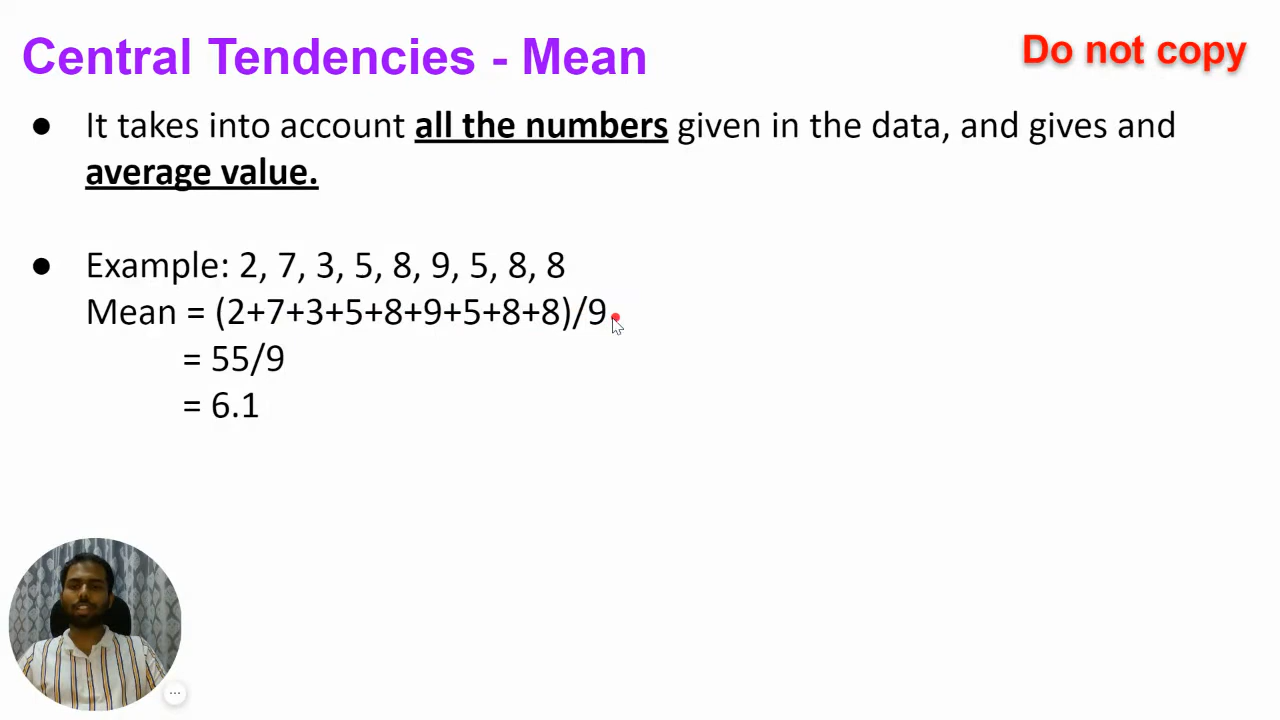 Central Tendencies - Mean
Do not copy
● It takes into account all the numbers given in the data, and gives and
average value.
● Example: 2, 7, 3, 5, 8, 9, 5, 8, 8
Mean = (2+7+3+5+8+9+5+8+8)/9
= 55/9
= 6.1